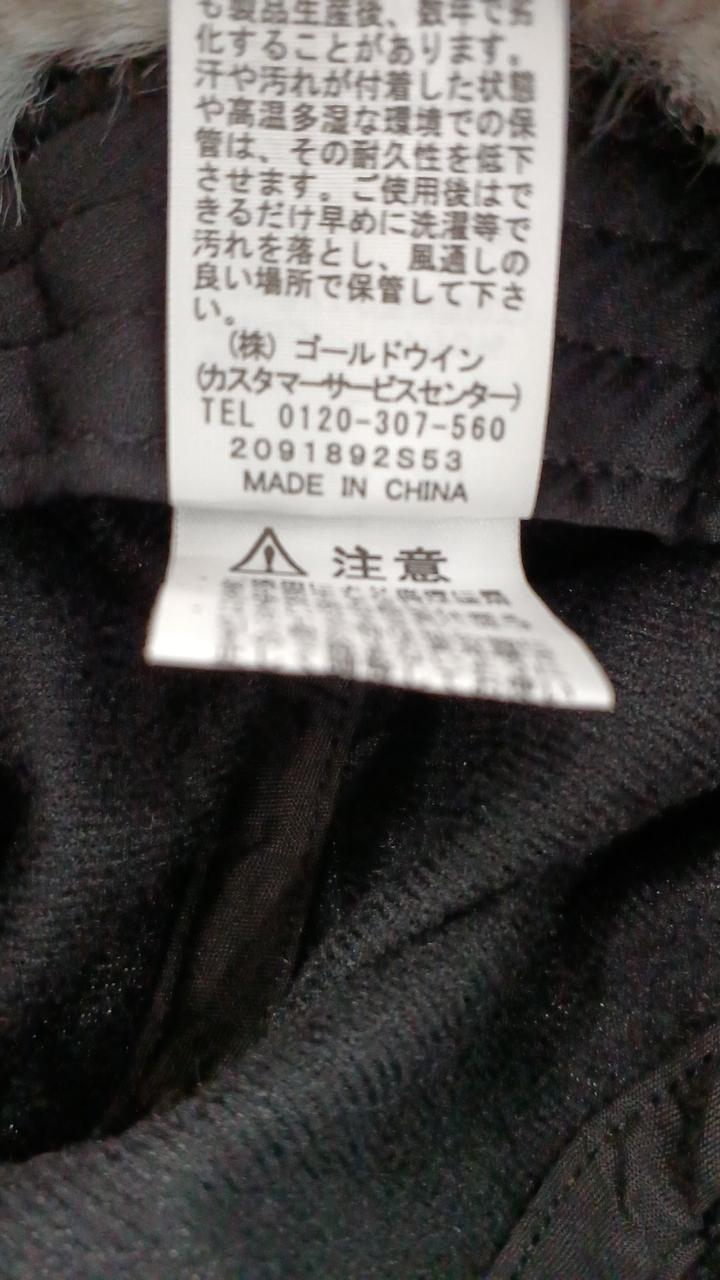 も製品生産後、数年で劣
化することがあります。
汗や汚れが付着した状態
や高温多湿な環境での保
管は、その耐久性を低下
させます。ご使用後はで
きるだけ早めに洗濯等で
汚れを落とし、風通しの
良い場所で保管して下さ
い。
(株) ゴールドウイン
(カスタマーサービスセンター)
TEL 0120-307-560
2091892S53
MADE IN CHINA
注意